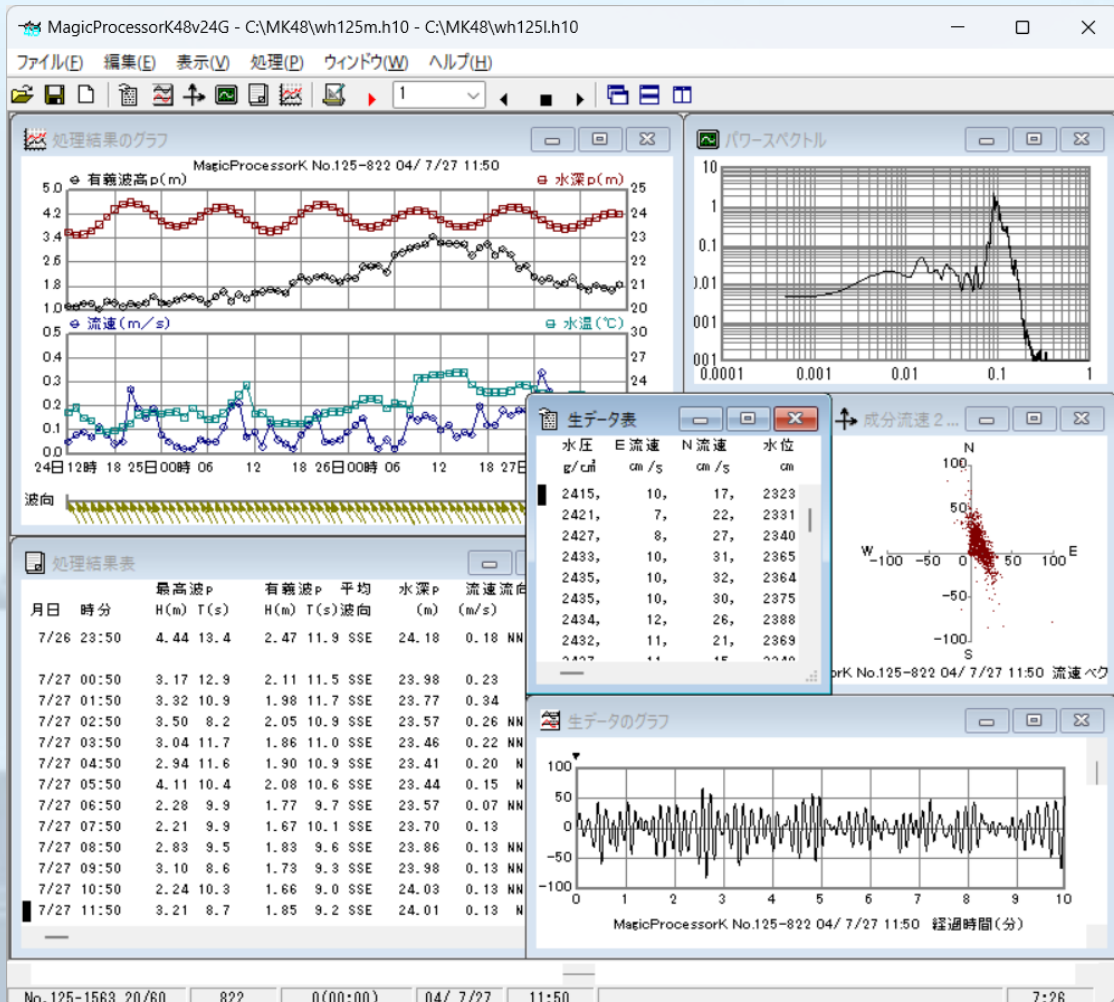 MagicProcessorK48v24G - C:\MK48\wh125m.h10 - C:\MK48\wh125l.h10
ファイル(F) 編集(E) 表示(V) 処理(P) ウィンドウ(W) ヘルプ(H)
1
処理結果のグラフ
MagicProcessorK No.125-822 04/ 7/27 11:50
有義波高p(m) 水深p(m)
5.0 25
4.2 24
3.4 23
2.6 22
1.8 21
1.0 20
流速(m/s) 水温(℃)
0.5 30
0.4 27
0.3 24
0.2
0.1
0.0
24日12時 18 25日00時 06 12 18 26日00時 06 12 18 27日
波向
パワースペクトル
10
1
0.1
0.01
001
001
0.0001 0.001 0.01 0.1 1
生データ表
水圧 E流速 N流速 水位
g/c㎡ cm/s cm/s cm
2415, 10, 17, 2323
2421, 7, 22, 2331
2427, 8, 27, 2340
2433, 10, 31, 2365
2435, 10, 32, 2364
2435, 10, 30, 2375
2434, 12, 26, 2388
2432, 11, 21, 2369
成分流速2...
N
100
50
W -100 -50 0 50 100 E
-50
-100
S
orK No.125-822 04/ 7/27 11:50 流速ベク
処理結果表
最高波p 有義波p 平均 水深p 流速流向
月日 時分 H(m) T(s) H(m) T(s)波向 (m) (m/s)
7/26 23:50 4.44 13.4 2.47 11.9 SSE 24.18 0.18 NN
7/27 00:50 3.17 12.9 2.11 11.5 SSE 23.98 0.23
7/27 01:50 3.32 10.9 1.98 11.7 SSE 23.77 0.34
7/27 02:50 3.50 8.2 2.05 10.9 SSE 23.57 0.26 NN
7/27 03:50 3.04 11.7 1.86 11.0 SSE 23.46 0.22 NN
7/27 04:50 2.94 11.6 1.90 10.9 SSE 23.41 0.20 N
7/27 05:50 4.11 10.4 2.08 10.6 SSE 23.44 0.15 N
7/27 06:50 2.28 9.9 1.77 9.7 SSE 23.57 0.07 NN
7/27 07:50 2.21 9.9 1.67 10.1 SSE 23.70 0.13
7/27 08:50 2.83 9.5 1.83 9.6 SSE 23.86 0.13 NN
7/27 09:50 3.10 8.6 1.73 9.3 SSE 23.98 0.13 NN
7/27 10:50 2.24 10.3 1.66 9.0 SSE 24.03 0.13 NN
7/27 11:50 3.21 8.7 1.85 9.2 SSE 24.01 0.13 N
生データのグラフ
100
50
0
-50
-100
0 1 2 3 4 5 6 7 8 9 10
MagicProcessorK No.125-822 04/ 7/27 11:50 経過時間(分)
No.125-1563 20/60 822 0(00:00) 04/ 7/27 11:50 7:26